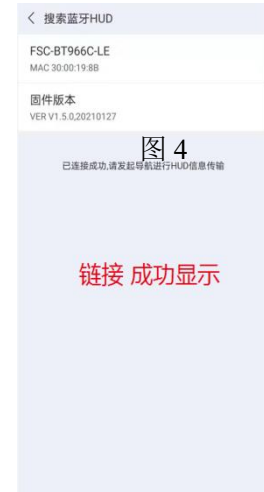 < 搜索蓝牙HUD
FSC-BT966C-LE
MAC 30:00:19:8B
固件版本
VER V1.5.0,20210127
图 4
已连接成功,请发起导航进行HUD信息传输
链接 成功显示